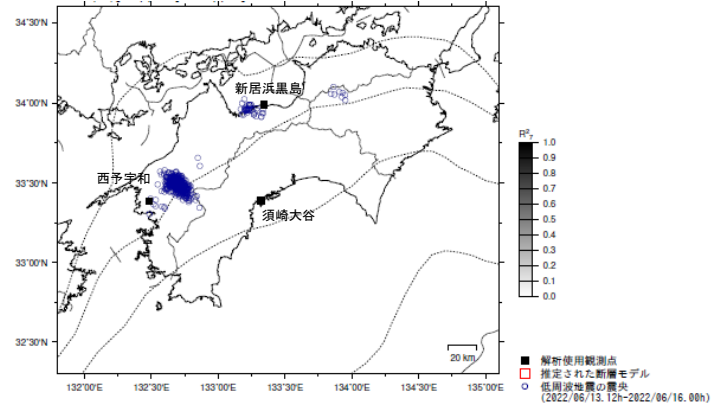 34°30'N
34°00'N
33°30'N
33°00'N
32°30'N
132°00'E
132°30'E
133°00'E
133°30'E
134°00'E
134°30'E
135°00'E
新居浜黒島
西予宇和
須崎大谷
20 km
R²₇
1.0
0.9
0.8
0.7
0.6
0.5
0.4
0.3
0.2
0.1
0.0
解析使用観測点
推定された断層モデル
低周波地震の震央
(2022/06/13.12h-2022/06/16.00h)